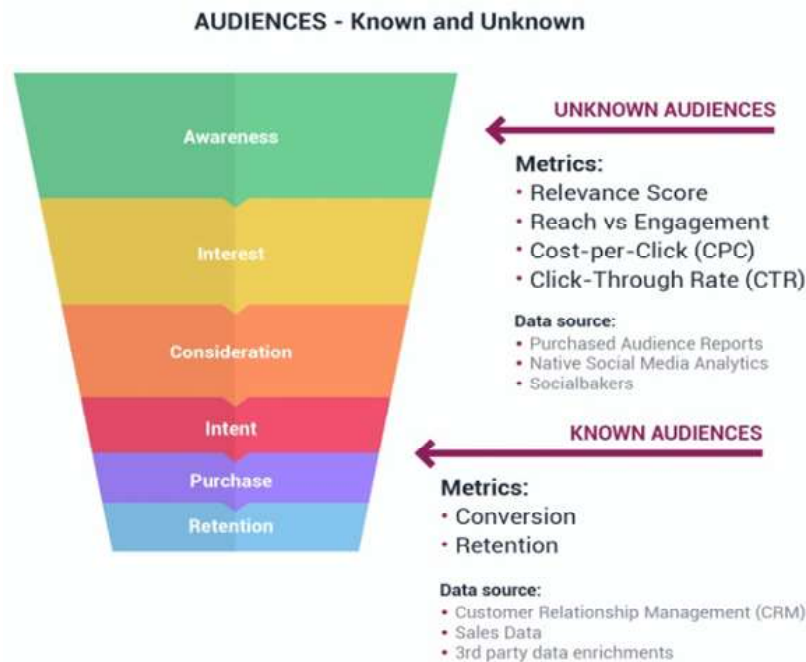 AUDIENCES - Known and Unknown
Awareness
Interest
Consideration
Intent
Purchase
Retention
UNKNOWN AUDIENCES
Metrics:
• Relevance Score
• Reach vs Engagement
• Cost-per-Click (CPC)
• Click-Through Rate (CTR)
Data source:
• Purchased Audience Reports
• Native Social Media Analytics
• Socialbakers
KNOWN AUDIENCES
Metrics:
• Conversion
• Retention
Data source:
• Customer Relationship Management (CRM)
• Sales Data
• 3rd party data enrichments